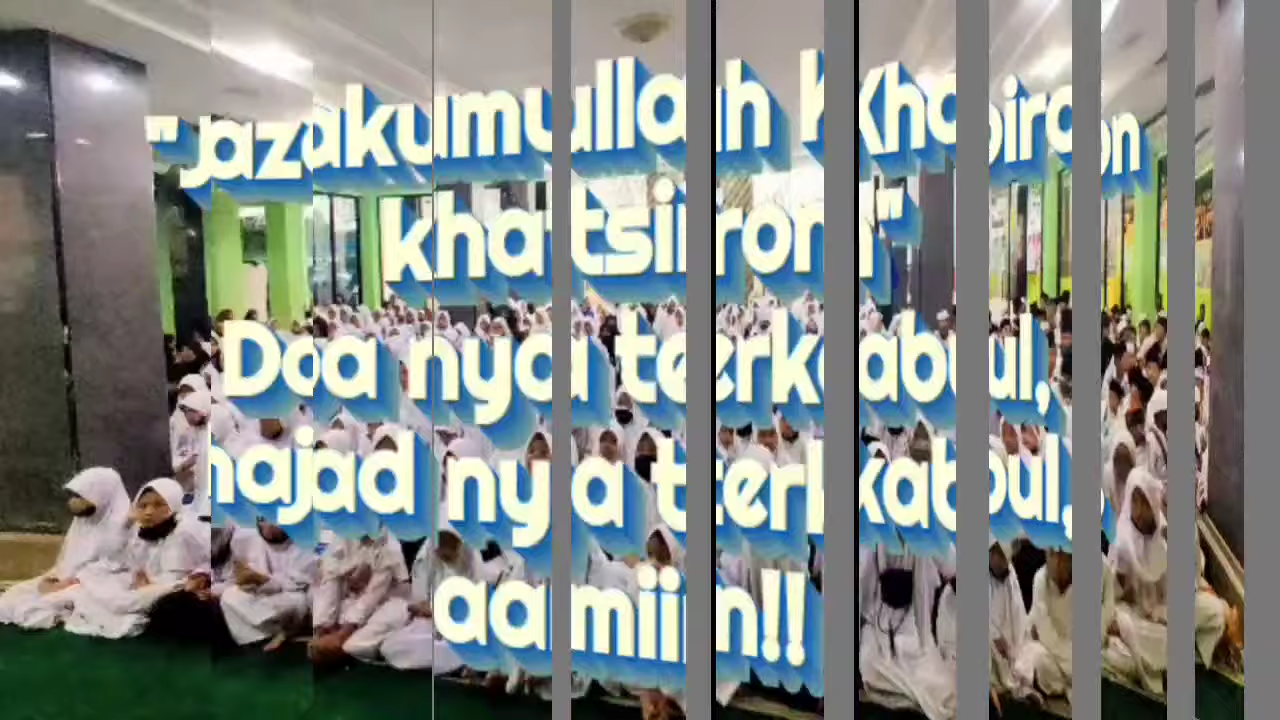 "Jazakumullah Khoiron
khatsiron"
Doa nya terkabul,
hajad nya terkabul,
aamiin!!